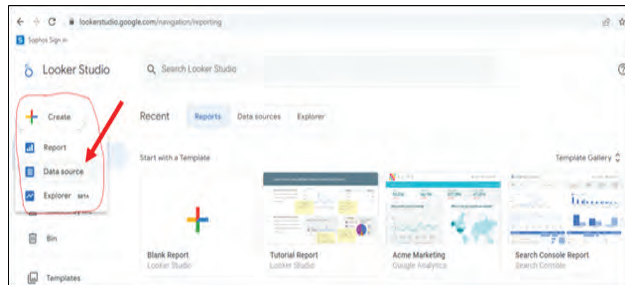 lookerstudio.google.com/navigation/reporting
Sophos Sign in
Looker Studio
Search Looker Studio
Create
Recent
Reports
Data sources
Explorer
Report
Data source
Explorer BETA
Start with a Template
Template Gallery
Bin
Templates
Blank Report
Looker Studio
Tutorial Report
Looker Studio
Acme Marketing
Google Analytics
Search Console Report
Search Console